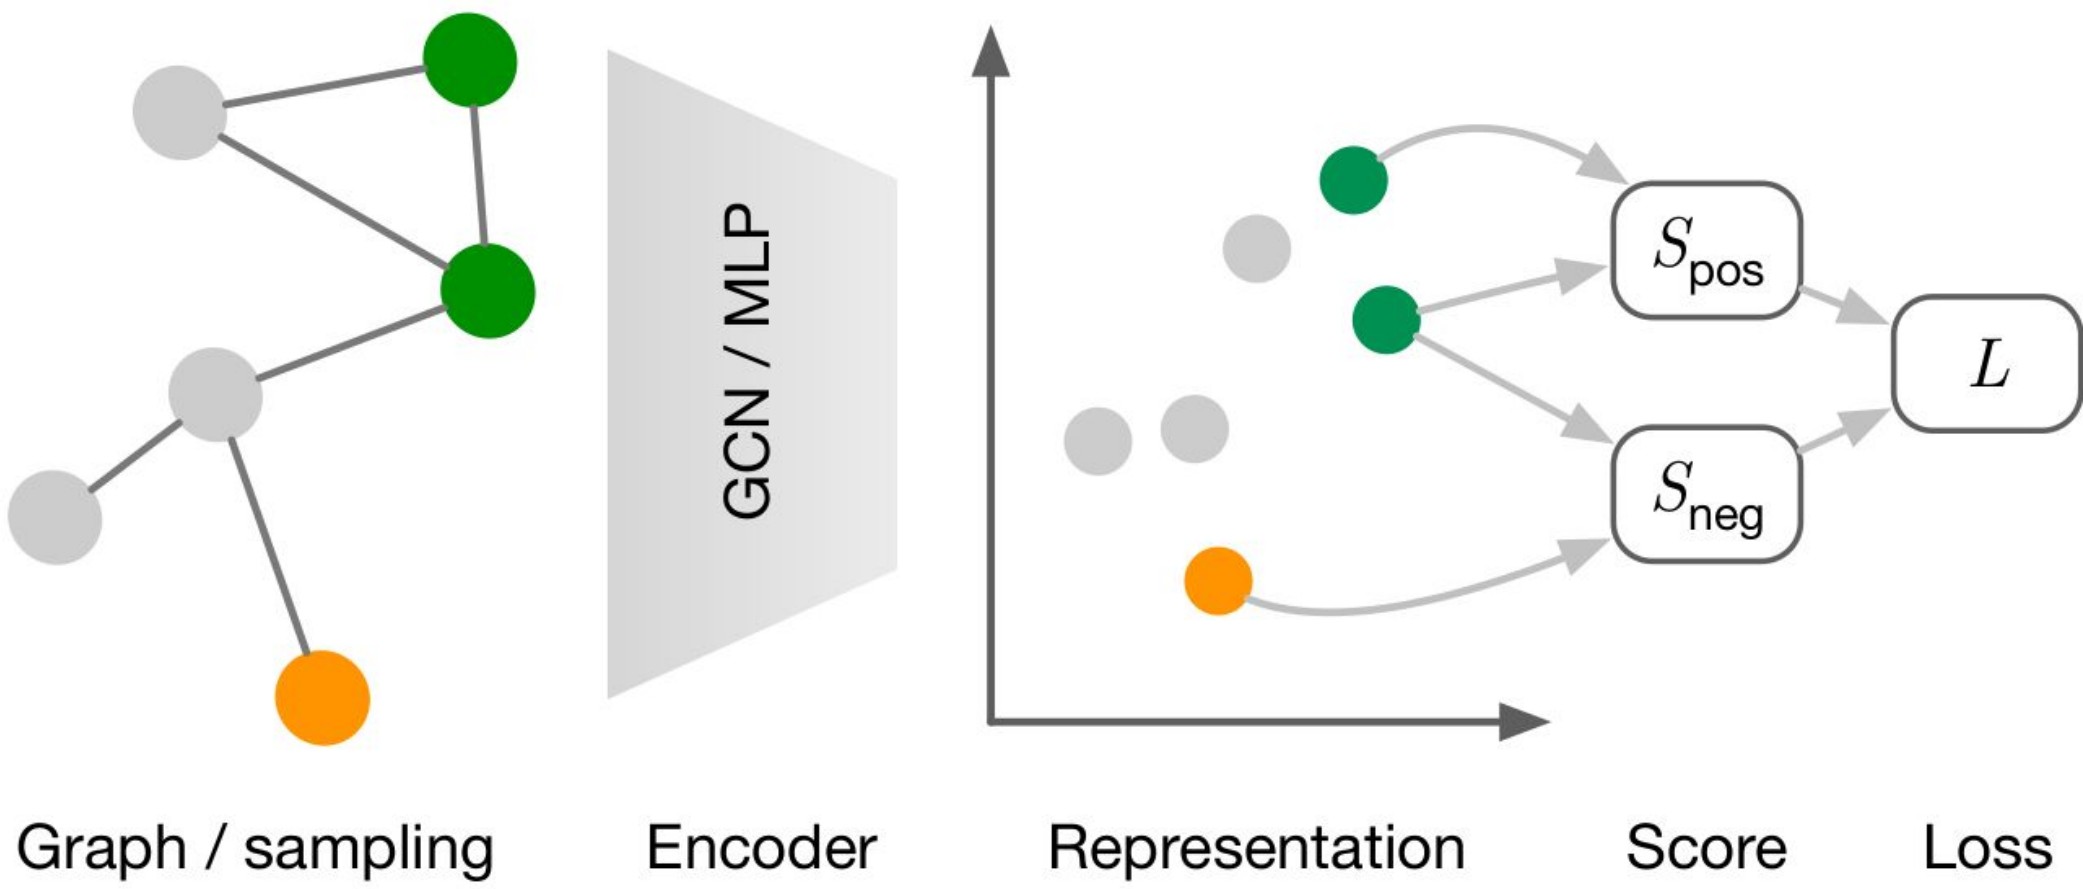 GCN / MLP
S_pos
S_neg
L
Graph / sampling
Encoder
Representation
Score
Loss